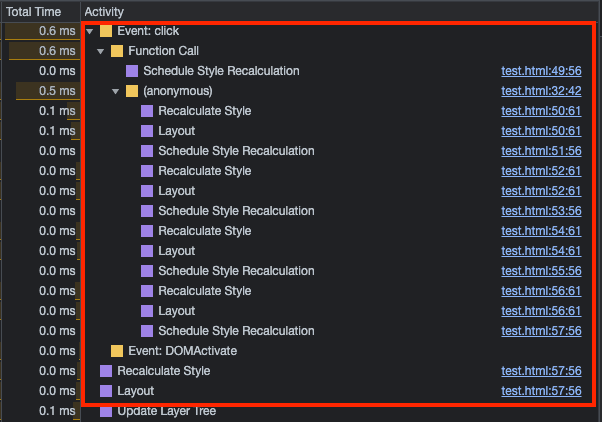 Total Time Activity
0.6 ms Event: click
0.6 ms Function Call
0.0 ms Schedule Style Recalculation test.html:49:56
0.5 ms (anonymous) test.html:32:42
0.1 ms Recalculate Style test.html:50:61
0.1 ms Layout test.html:50:61
0.0 ms Schedule Style Recalculation test.html:51:56
0.0 ms Recalculate Style test.html:52:61
0.0 ms Layout test.html:52:61
0.0 ms Schedule Style Recalculation test.html:53:56
0.0 ms Recalculate Style test.html:54:61
0.0 ms Layout test.html:54:61
0.0 ms Schedule Style Recalculation test.html:55:56
0.0 ms Recalculate Style test.html:56:61
0.0 ms Layout test.html:56:61
0.0 ms Schedule Style Recalculation test.html:57:56
0.0 ms Event: DOMActivate
0.0 ms Recalculate Style test.html:57:56
0.0 ms Layout test.html:57:56
0.1 ms Update Layer Tree